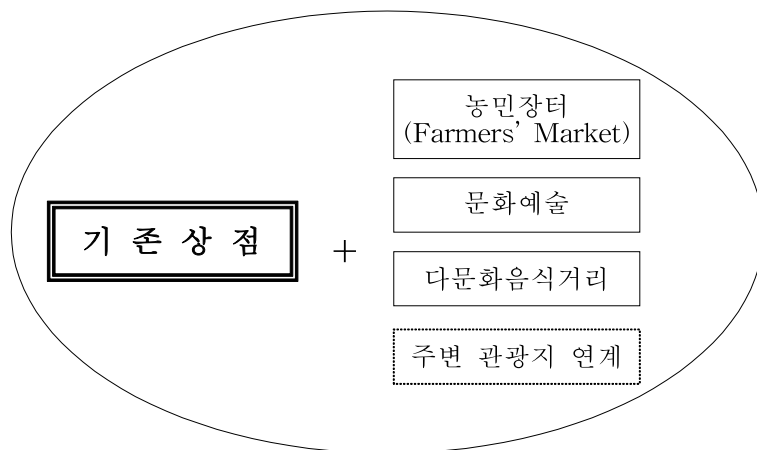 농민장터
(Farmers' Market)
문화예술
기 존 상 점
+
다문화음식거리
주변 관광지 연계